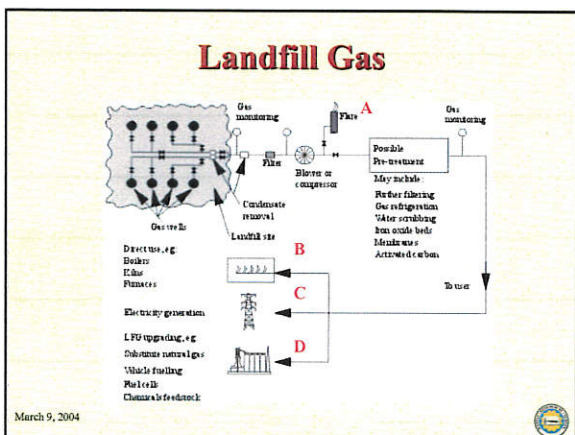 Landfill Gas
A
Gas
monitoring
Flare
Gas
monitoring
Possible
Pre-treatment
Filter
Blower or
compressor
May include:
Further filtering
Gas refrigeration
Water scrubbing
Iron oxide beds
Membranes
Activated carbon
Condensate
removal
Gas wells
Landfill site
B
Direct use, eg:
Boilers
Kilns
Furnaces
To user
C
Electricity generation
D
LFG upgrading, eg
Substitute natural gas
Vehicle fuelling
Fuel cells
Chemicals feedstock
March 9, 2004